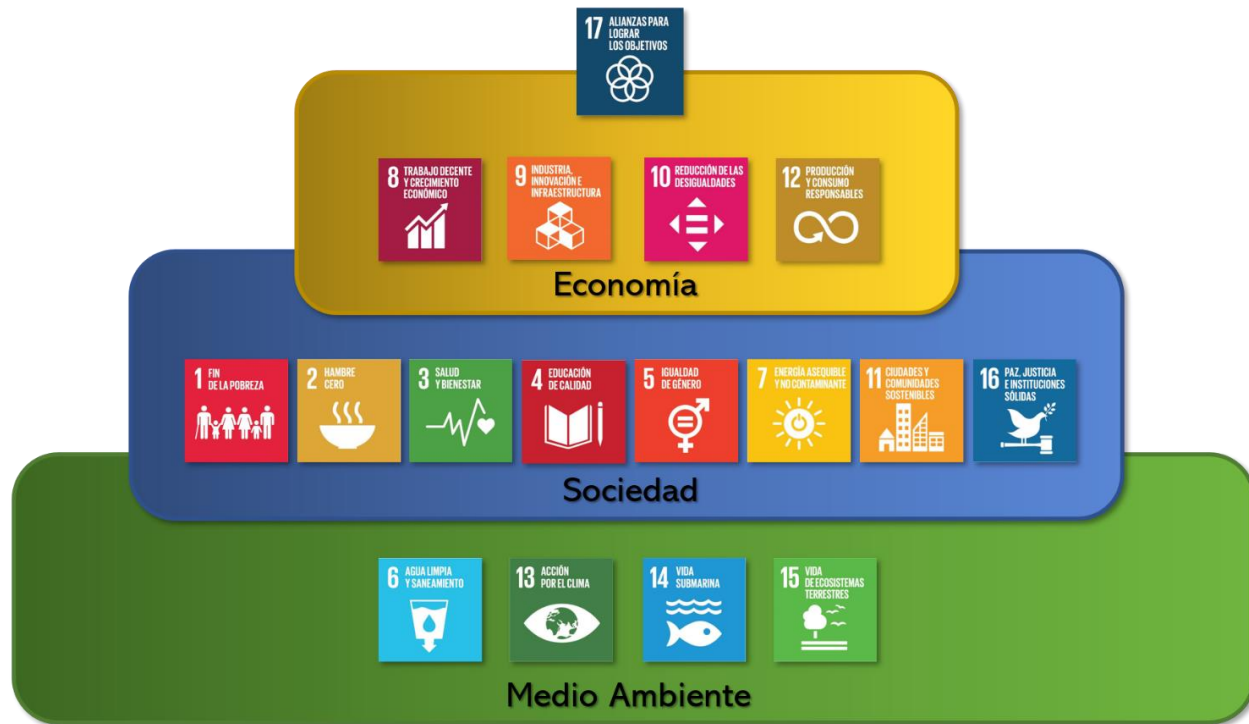 17 ALIANZAS PARA
LOGRAR
LOS OBJETIVOS
8 TRABAJO DECENTE
Y CRECIMIENTO
ECONÓMICO
9 INDUSTRIA,
INNOVACIÓN E
INFRAESTRUCTURA
10 REDUCCIÓN DE LAS
DESIGUALDADES
12 PRODUCCIÓN
Y CONSUMO
RESPONSABLES
Economía
1 FIN
DE LA POBREZA
2 HAMBRE
CERO
3 SALUD
Y BIENESTAR
4 EDUCACIÓN
DE CALIDAD
5 IGUALDAD
DE GÉNERO
7 ENERGÍA ASEQUIBLE
Y NO CONTAMINANTE
11 CIUDADES Y
COMUNIDADES
SOSTENIBLES
16 PAZ, JUSTICIA
E INSTITUCIONES
SÓLIDAS
Sociedad
6 AGUA LIMPIA
Y SANEAMIENTO
13 ACCIÓN
POR EL CLIMA
14 VIDA
SUBMARINA
15 VIDA
DE ECOSISTEMAS
TERRESTRES
Medio Ambiente